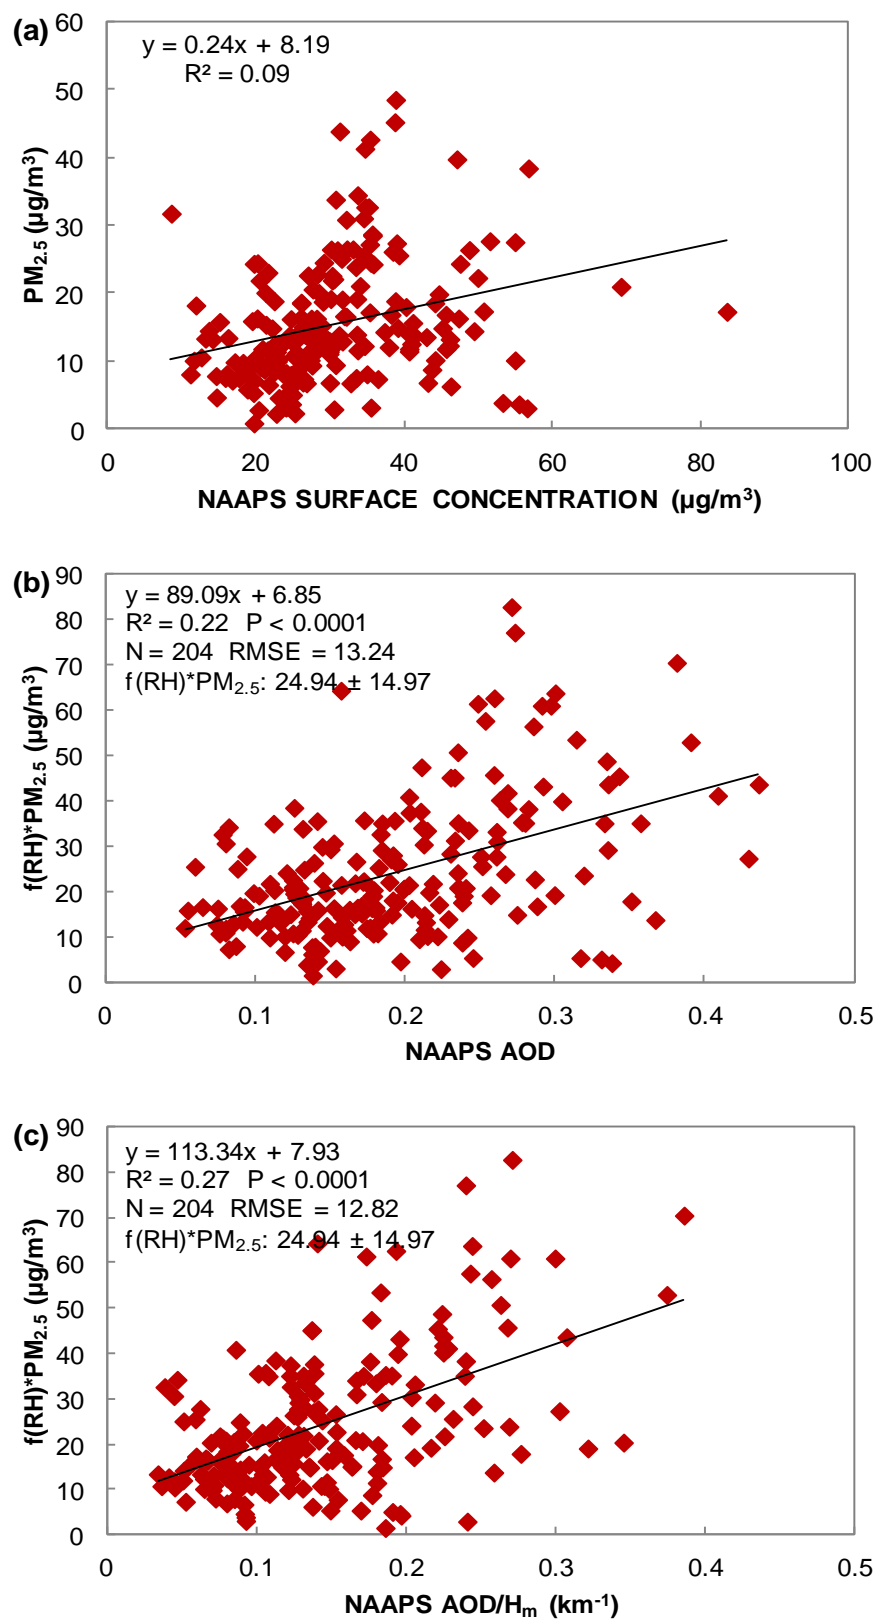 (a)
60
50
40
30
20
10
0
y = 0.24x + 8.19
R² = 0.09
PM2.5 (µg/m³)
0 20 40 60 80 100
NAAPS SURFACE CONCENTRATION (µg/m³)
(b)
90
80
70
60
50
40
30
20
10
0
y = 89.09x + 6.85
R² = 0.22 P < 0.0001
N = 204 RMSE = 13.24
f(RH)*PM2.5: 24.94 ± 14.97
f(RH)*PM2.5 (µg/m³)
0 0.1 0.2 0.3 0.4 0.5
NAAPS AOD
(c)
90
80
70
60
50
40
30
20
10
0
y = 113.34x + 7.93
R² = 0.27 P < 0.0001
N = 204 RMSE = 12.82
f(RH)*PM2.5: 24.94 ± 14.97
f(RH)*PM2.5 (µg/m³)
0 0.1 0.2 0.3 0.4 0.5
NAAPS AOD/Hm (km⁻¹)